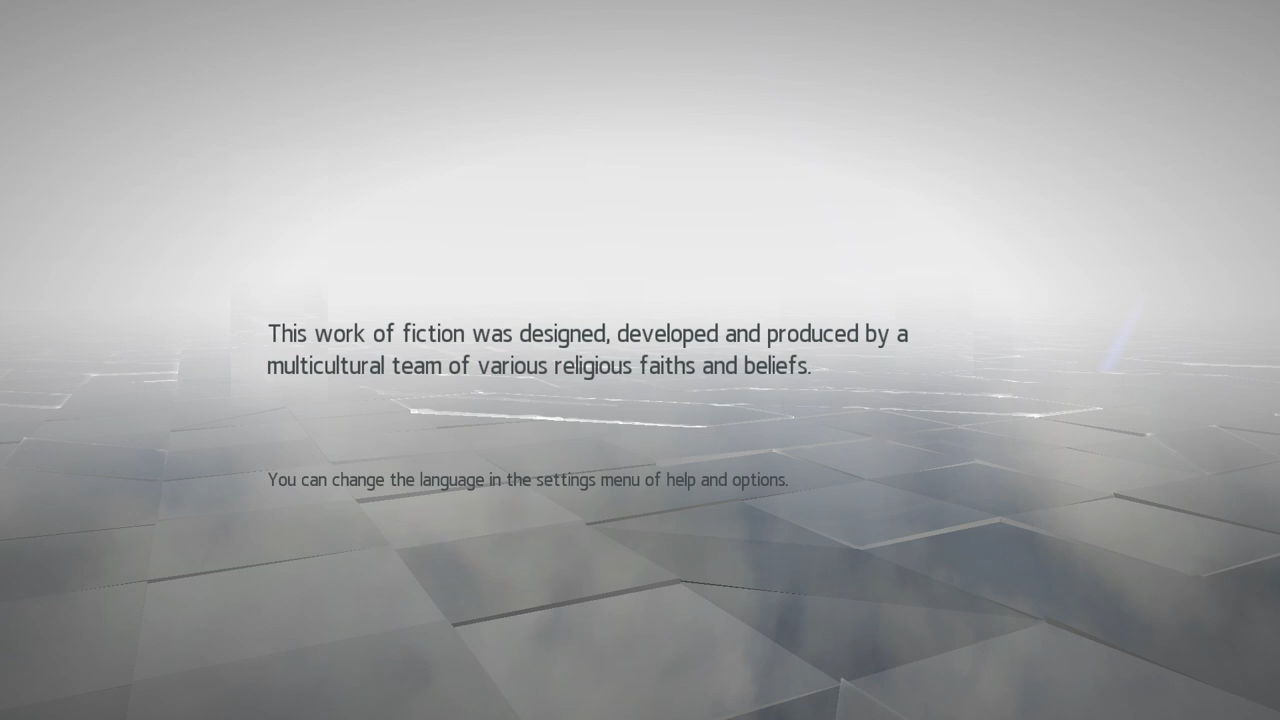 This work of fiction was designed, developed and produced by a
multicultural team of various religious faiths and beliefs.
You can change the language in the settings menu of help and options.